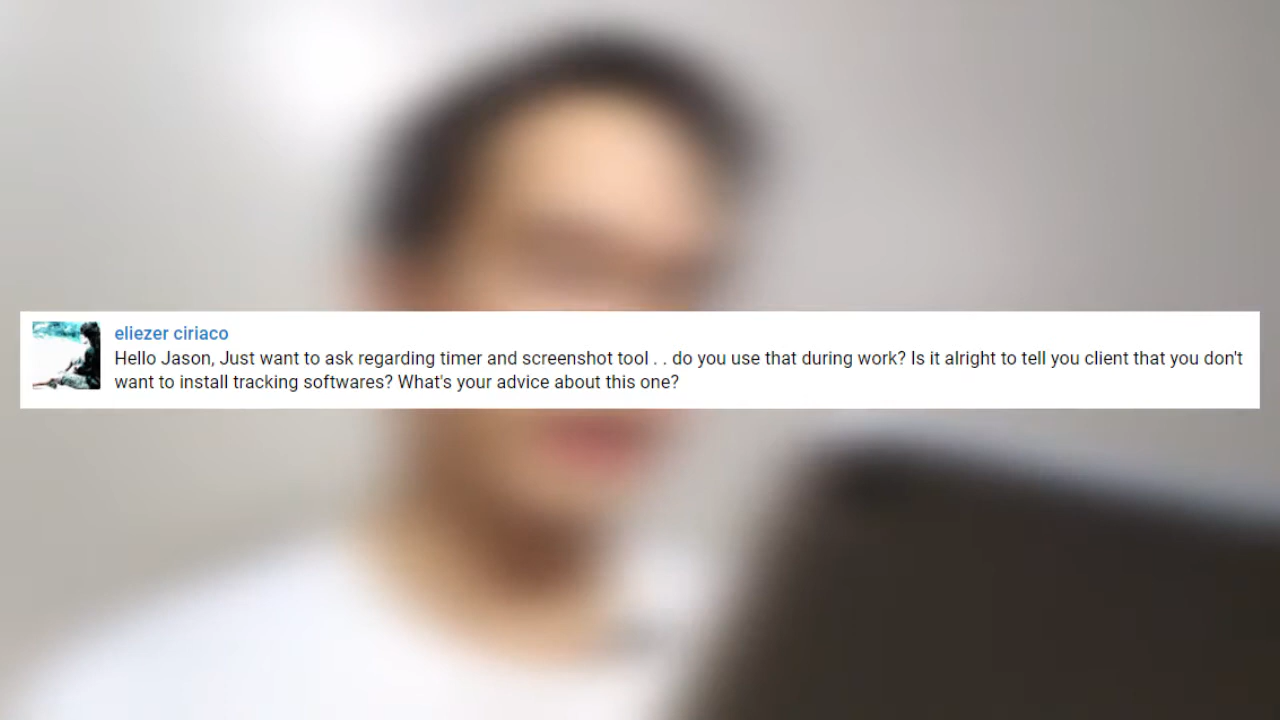 eliezer ciriaco
Hello Jason, Just want to ask regarding timer and screenshot tool . . do you use that during work? Is it alright to tell you client that you don't
want to install tracking softwares? What's your advice about this one?